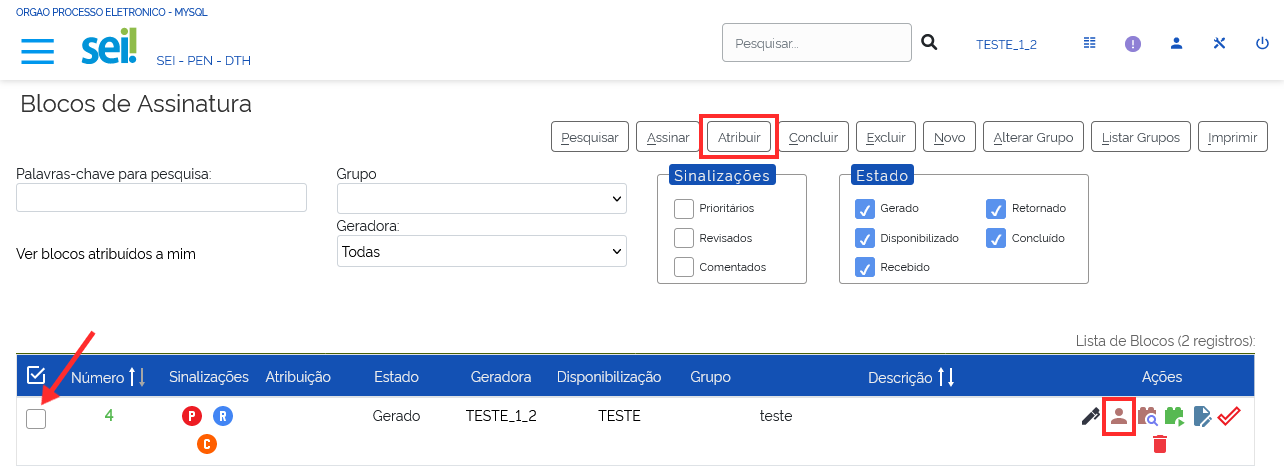 ORGAO PROCESSO ELETRONICO - MYSQL
sei!
SEI - PEN - DTH
Pesquisar...
TESTE_1_2
Blocos de Assinatura
Pesquisar Assinar Atribuir Concluir Excluir Novo Alterar Grupo Listar Grupos Imprimir
Palavras-chave para pesquisa:
Grupo
Geradora:
Todas
Ver blocos atribuídos a mim
Sinalizações
Prioritários
Revisados
Comentados
Estado
Gerado Retornado
Disponibilizado Concluído
Recebido
Lista de Blocos (2 registros):
Número Sinalizações Atribuição Estado Geradora Disponibilização Grupo Descrição Ações
4 P R Gerado TESTE_1_2 TESTE teste
C